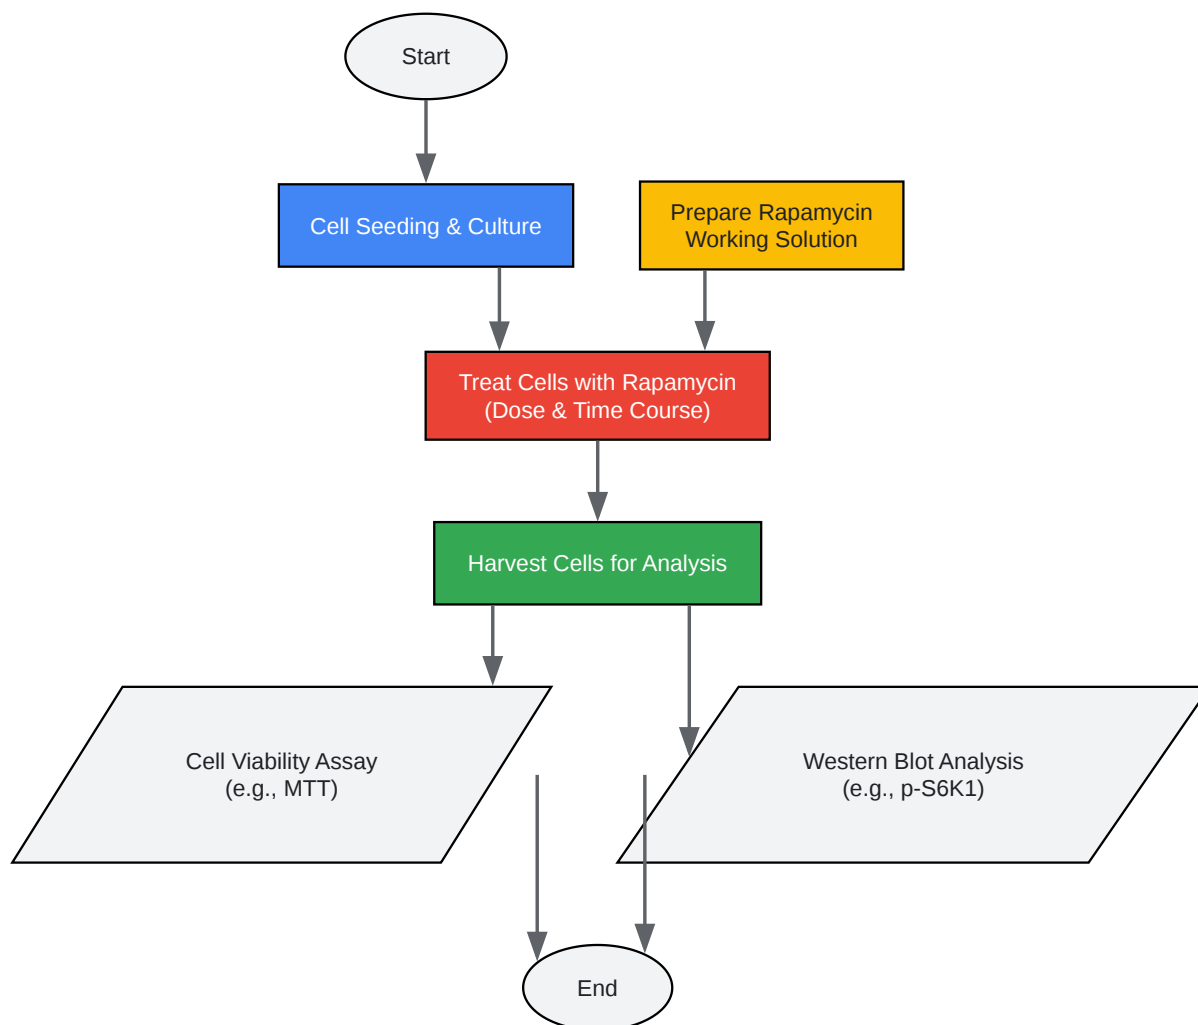 Start
Cell Seeding & Culture
Prepare Rapamycin
Working Solution
Treat Cells with Rapamycin
(Dose & Time Course)
Harvest Cells for Analysis
Cell Viability Assay
(e.g., MTT)
Western Blot Analysis
(e.g., p-S6K1)
End